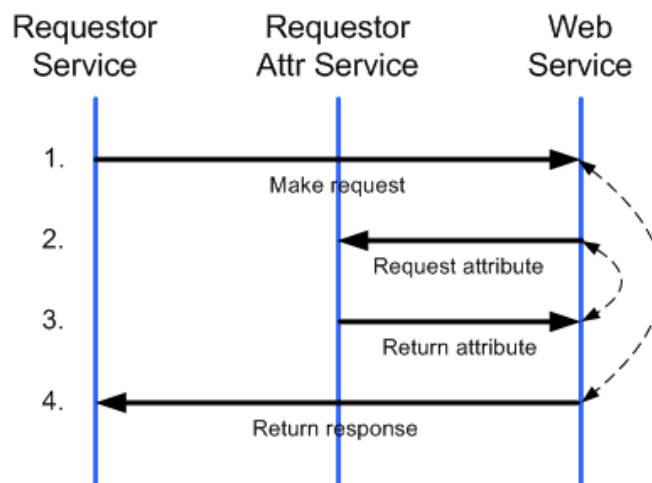 Requestor
Service
Requestor
Attr Service
Web
Service
1.
Make request
2.
Request attribute
3.
Return attribute
4.
Return response